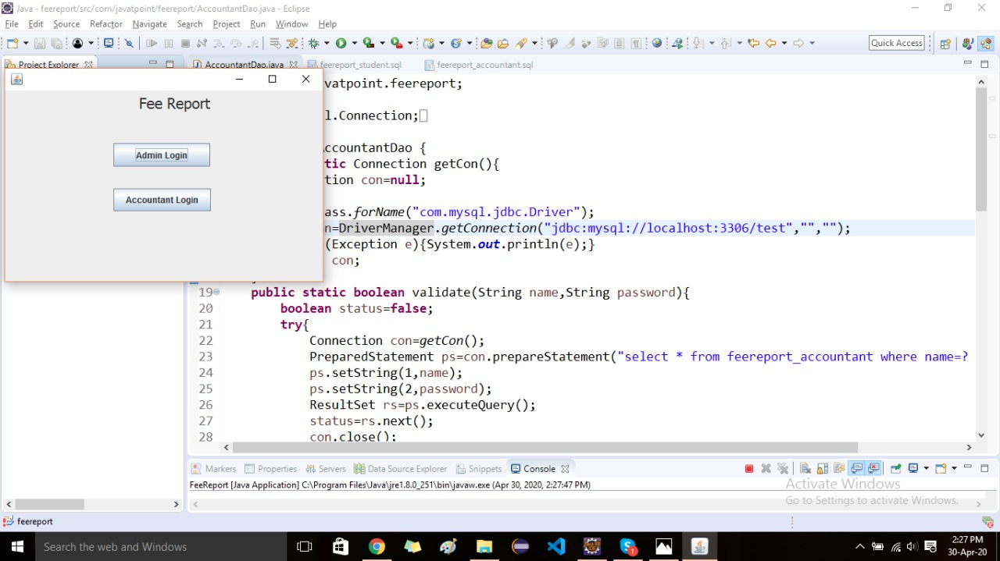 Java - feereport/src/com/javatpoint/feereport/AccountantDao.java - Eclipse
File Edit Source Refactor Navigate Search Project Run Window Help
Quick Access
Project Explorer
AccountantDao.java feereport_student.sql feereport_accountant.sql
Fee Report
Admin Login
Accountant Login
vatpoint.feereport;
l.Connection;
ccountantDao {
tic Connection getCon(){
tion con=null;
ass.forName("com.mysql.jdbc.Driver");
n=DriverManager.getConnection("jdbc:mysql://localhost:3306/test","","");
(Exception e){System.out.println(e);}
con;
19 public static boolean validate(String name,String password){
20 boolean status=false;
21 try{
22 Connection con=getCon();
23 PreparedStatement ps=con.prepareStatement("select * from feereport_accountant where name=?
24 ps.setString(1,name);
25 ps.setString(2,password);
26 ResultSet rs=ps.executeQuery();
27 status=rs.next();
28 con.close();
Markers Properties Servers Data Source Explorer Snippets Console
FeeReport [Java Application] C:\Program Files\Java\jre1.8.0_251\bin\javaw.exe (Apr 30, 2020, 2:27:47 PM)
Activate Windows
Go to Settings to activate Windows.
feereport
Search the web and Windows
1
2:27 PM
30-Apr-20